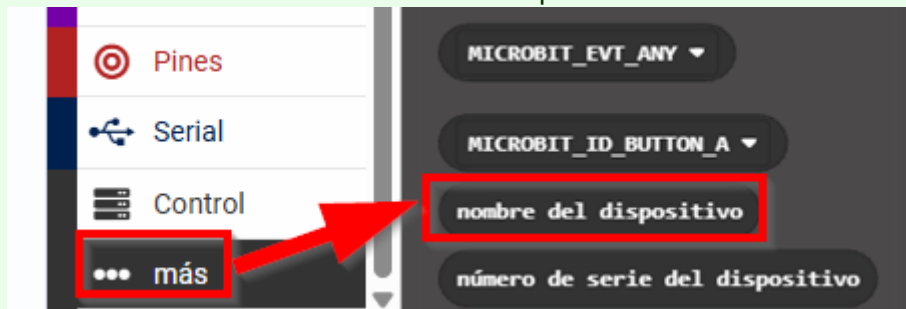 Pines
Serial
Control
más
MICROBIT_EVT_ANY
MICROBIT_ID_BUTTON_A
nombre del dispositivo
número de serie del dispositivo